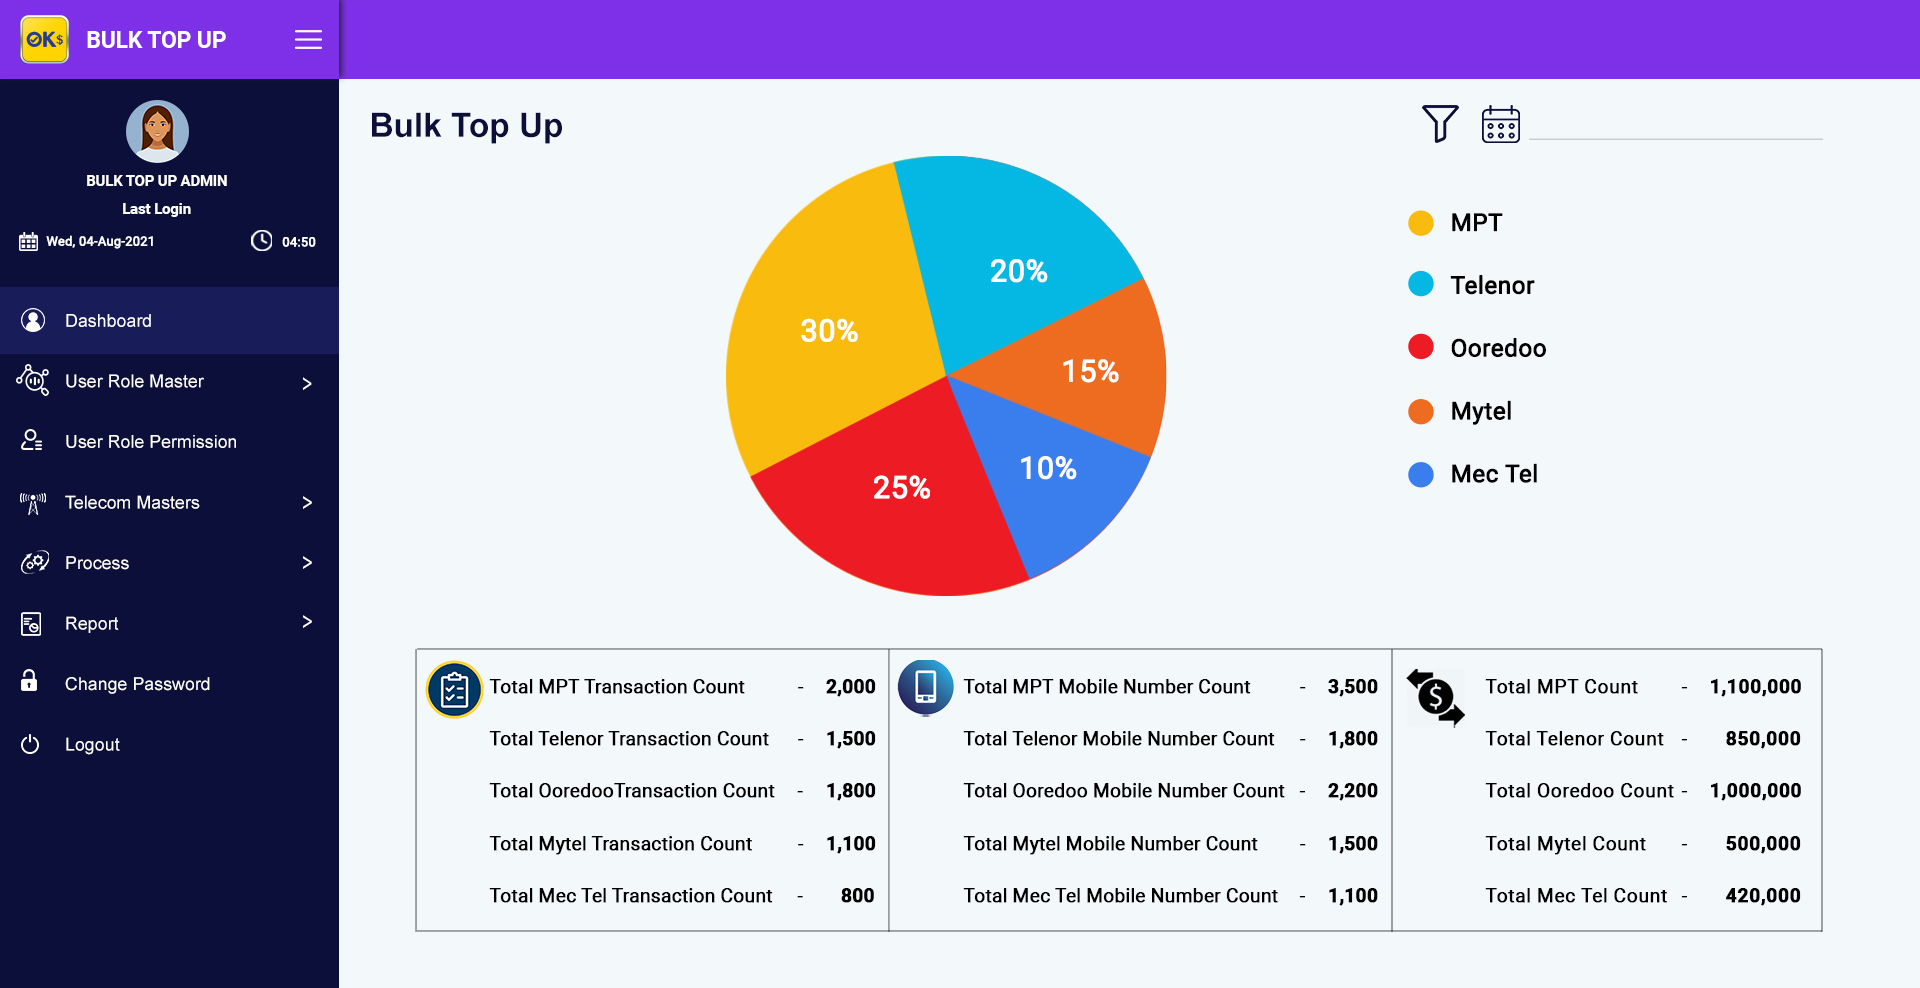 OK$ BULK TOP UP
BULK TOP UP ADMIN
Last Login
Wed, 04-Aug-2021 04:50
Dashboard
User Role Master >
User Role Permission
Telecom Masters >
Process >
Report >
Change Password
Logout
Bulk Top Up
20%
30%
15%
10%
25%
MPT
Telenor
Ooredoo
Mytel
Mec Tel
Total MPT Transaction Count - 2,000
Total Telenor Transaction Count - 1,500
Total OoredooTransaction Count - 1,800
Total Mytel Transaction Count - 1,100
Total Mec Tel Transaction Count - 800
Total MPT Mobile Number Count - 3,500
Total Telenor Mobile Number Count - 1,800
Total Ooredoo Mobile Number Count - 2,200
Total Mytel Mobile Number Count - 1,500
Total Mec Tel Mobile Number Count - 1,100
$
Total MPT Count - 1,100,000
Total Telenor Count - 850,000
Total Ooredoo Count - 1,000,000
Total Mytel Count - 500,000
Total Mec Tel Count - 420,000